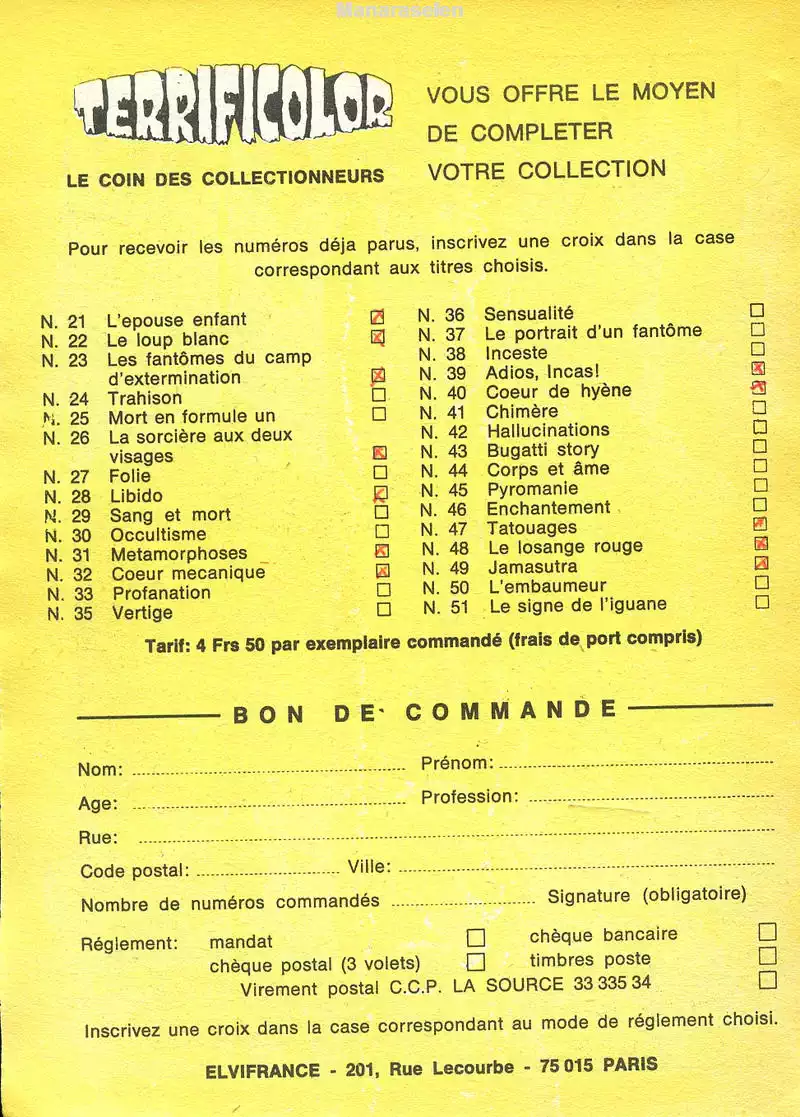 Manaraselen
TERRIFICOLOR
LE COIN DES COLLECTIONNEURS
VOUS OFFRE LE MOYEN
DE COMPLETER
VOTRE COLLECTION
Pour recevoir les numéros déja parus, inscrivez une croix dans la case
correspondant aux titres choisis.
N. 21 L'epouse enfant
N. 22 Le loup blanc
N. 23 Les fantômes du camp
d'extermination
N. 24 Trahison
N. 25 Mort en formule un
N. 26 La sorcière aux deux
visages
N. 27 Folie
N. 28 Libido
N. 29 Sang et mort
N. 30 Occultisme
N. 31 Metamorphoses
N. 32 Coeur mecanique
N. 33 Profanation
N. 35 Vertige
N. 36 Sensualité
N. 37 Le portrait d'un fantôme
N. 38 Inceste
N. 39 Adios, Incas!
N. 40 Coeur de hyène
N. 41 Chimère
N. 42 Hallucinations
N. 43 Bugatti story
N. 44 Corps et âme
N. 45 Pyromanie
N. 46 Enchantement
N. 47 Tatouages
N. 48 Le losange rouge
N. 49 Jamasutra
N. 50 L'embaumeur
N. 51 Le signe de l'iguane
Tarif: 4 Frs 50 par exemplaire commandé (frais de port compris)
BON DE COMMANDE
Nom: Prénom:
Age: Profession:
Rue:
Code postal: Ville:
Nombre de numéros commandés Signature (obligatoire)
Réglement: mandat chèque bancaire
chèque postal (3 volets) timbres poste
Virement postal C.C.P. LA SOURCE 33 335 34
Inscrivez une croix dans la case correspondant au mode de réglement choisi.
ELVIFRANCE - 201, Rue Lecourbe - 75 015 PARIS